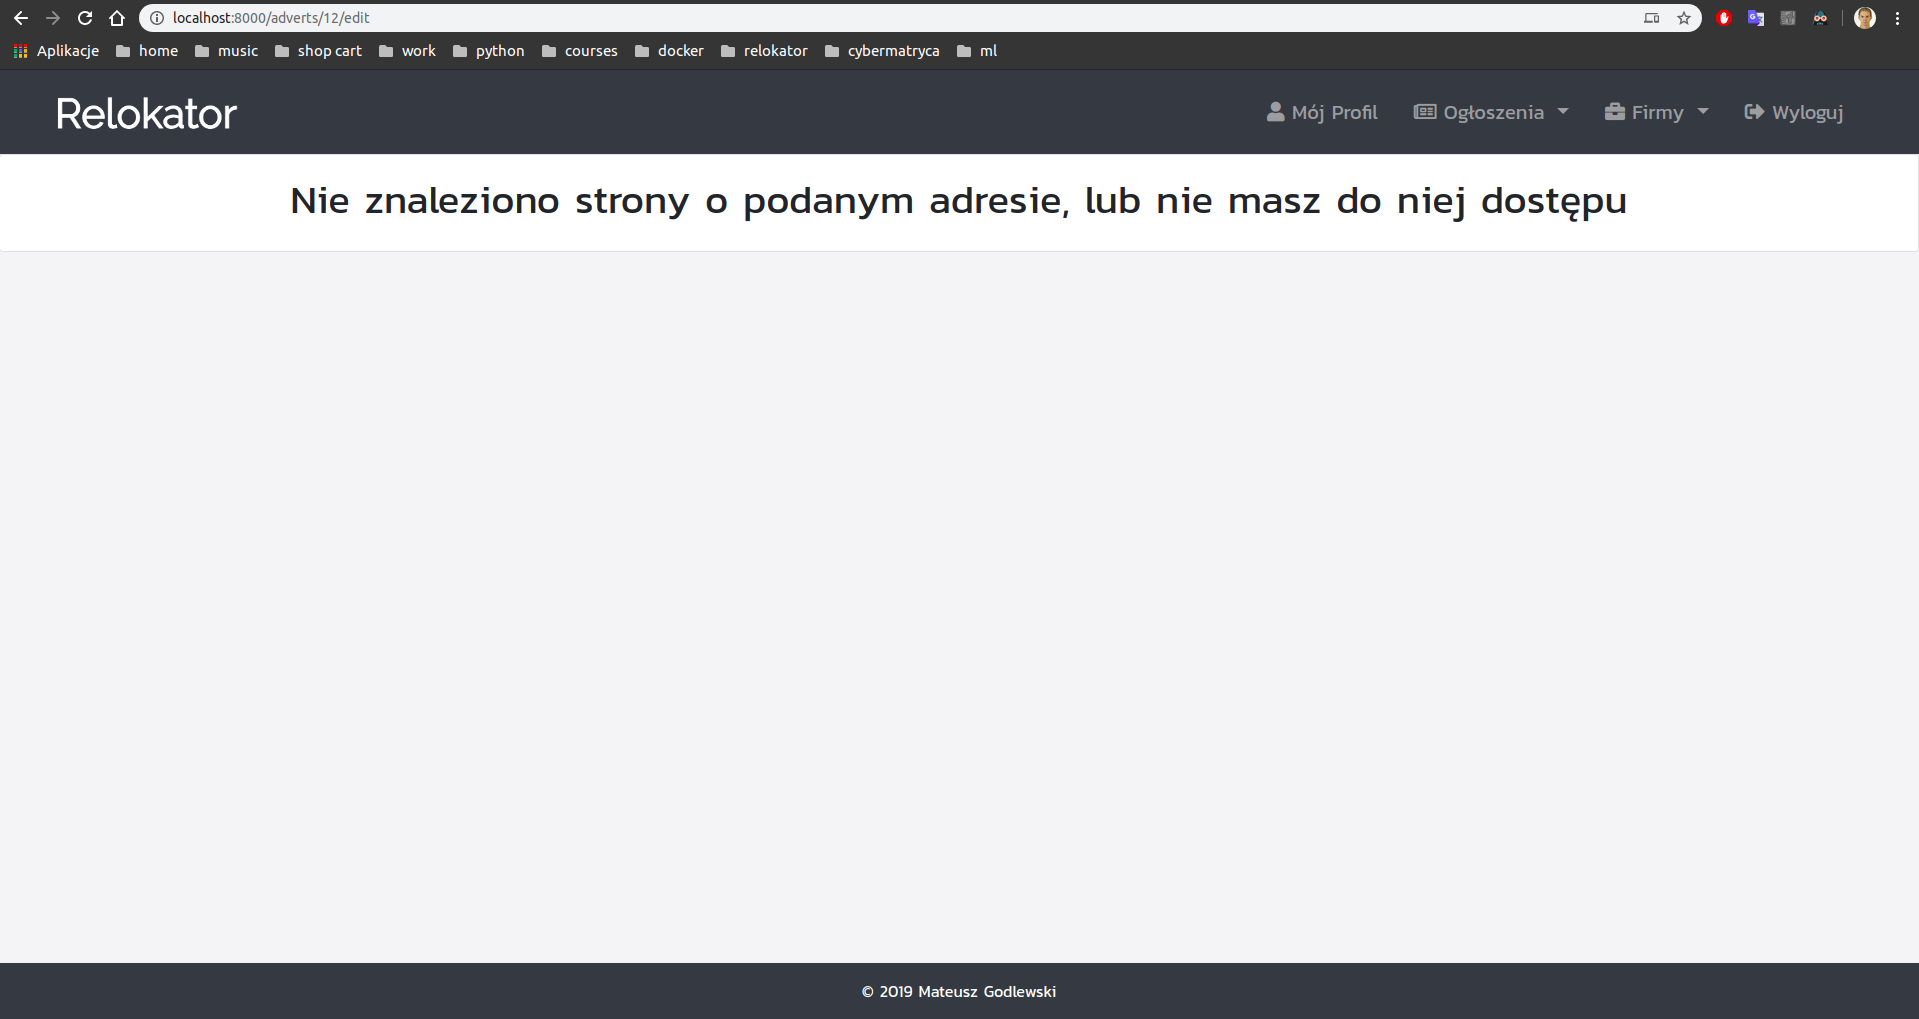 localhost:8000/adverts/12/edit
Aplikacje home music shop cart work python courses docker relokator cybermatryca ml
Relokator Mój Profil Ogłoszenia Firmy Wyloguj
Nie znaleziono strony o podanym adresie, lub nie masz do niej dostępu
© 2019 Mateusz Godlewski